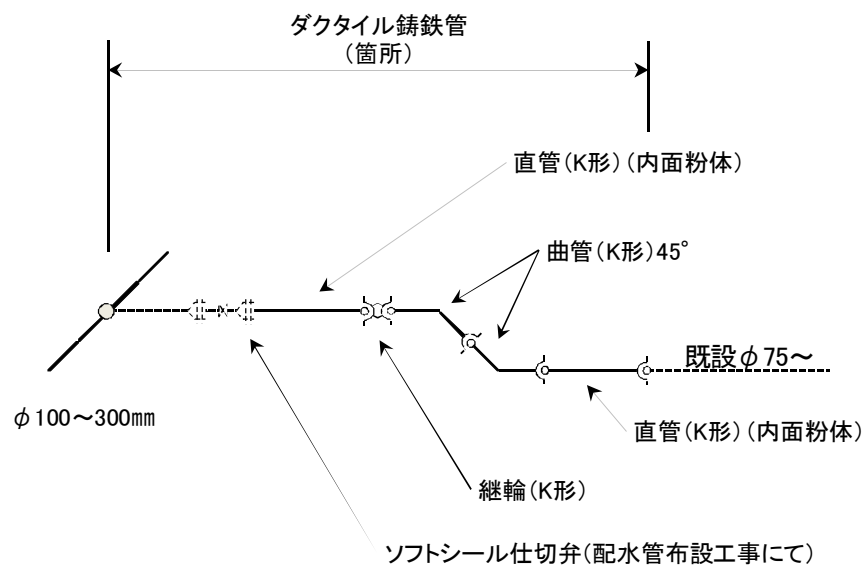 ダクタイル鋳鉄管
(箇所)
直管(K形)(内面粉体)
曲管(K形)45°
既設φ75～
φ100～300㎜
直管(K形)(内面粉体)
継輪(K形)
ソフトシール仕切弁(配水管布設工事にて)